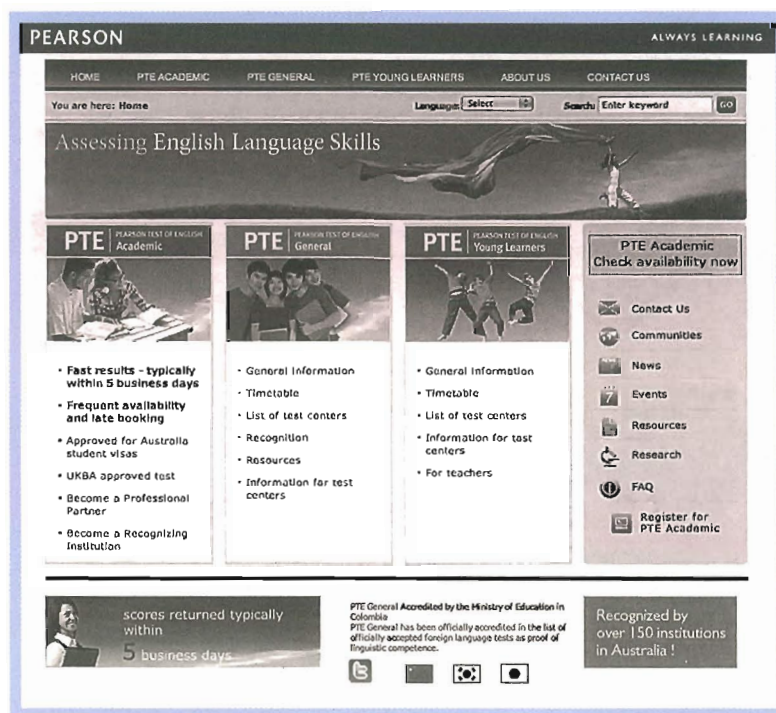 PEARSON
ALWAYS LEARNING
HOME PTE ACADEMIC PTE GENERAL PTE YOUNG LEARNERS ABOUT US CONTACT US
You are here: Home
Language: Select
Search: Enter keyword GO
Assessing English Language Skills
PTE PEARSON TEST OF ENGLISH
Academic
• Fast results – typically
within 5 business days
• Frequent availability
and late booking
• Approved for Australia
student visas
• UKBA approved test
• Become a Professional
Partner
• Become a Recognizing
Institution
PTE PEARSON TEST OF ENGLISH
General
• General Information
• Timetable
• List of test centers
• Recognition
• Resources
• Information for test
centers
PTE PEARSON TEST OF ENGLISH
Young Learners
• General Information
• Timetable
• List of test centers
• Information for test
centers
• For teachers
PTE Academic
Check availability now
Contact Us
Communities
News
7 Events
Resources
Research
FAQ
Register for
PTE Academic
scores returned typically
within
5 business days
PTE General Accredited by the Ministry of Education in
Colombia
PTE General has been officially accredited in the list of
officially accepted foreign language tests as proof of
linguistic competence.
Recognized by
over 150 institutions
in Australia !